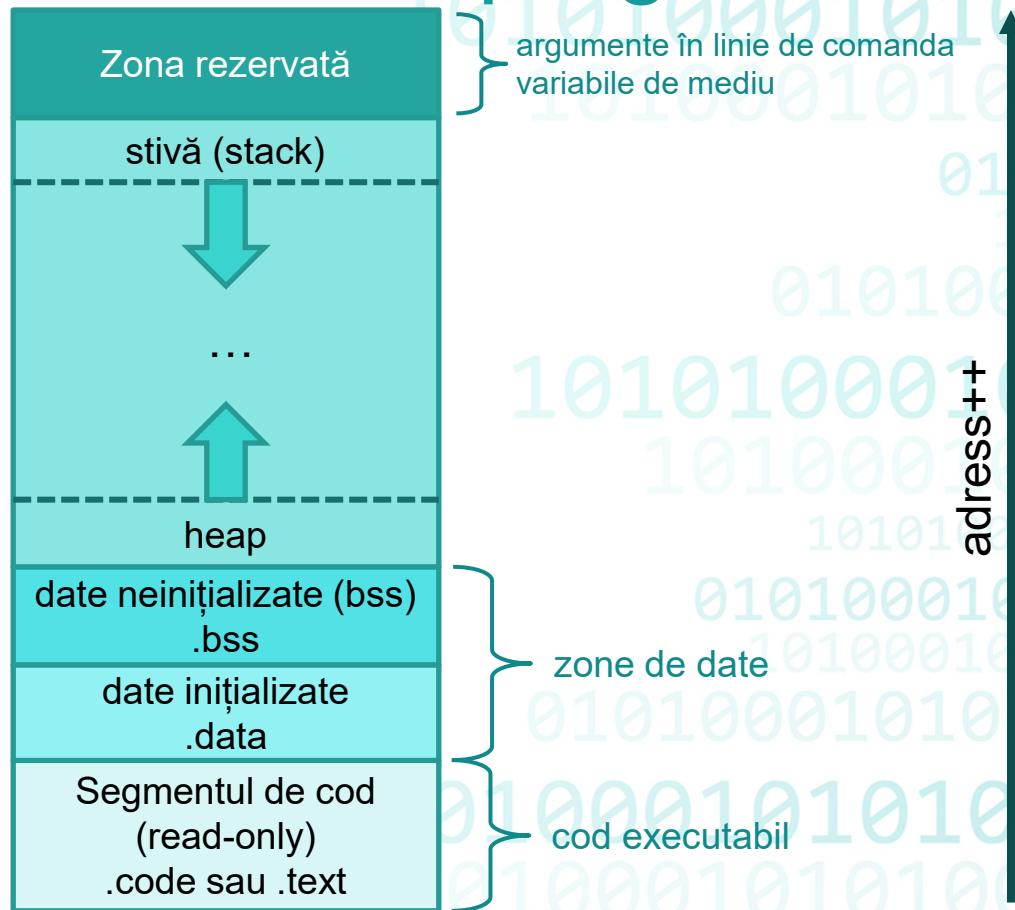 Zona rezervată
argumente în linie de comanda
variabile de mediu
stivă (stack)
...
heap
date neinițializate (bss)
.bss
date inițializate
.data
zone de date
Segmentul de cod
(read-only)
.code sau .text
cod executabil
adress++